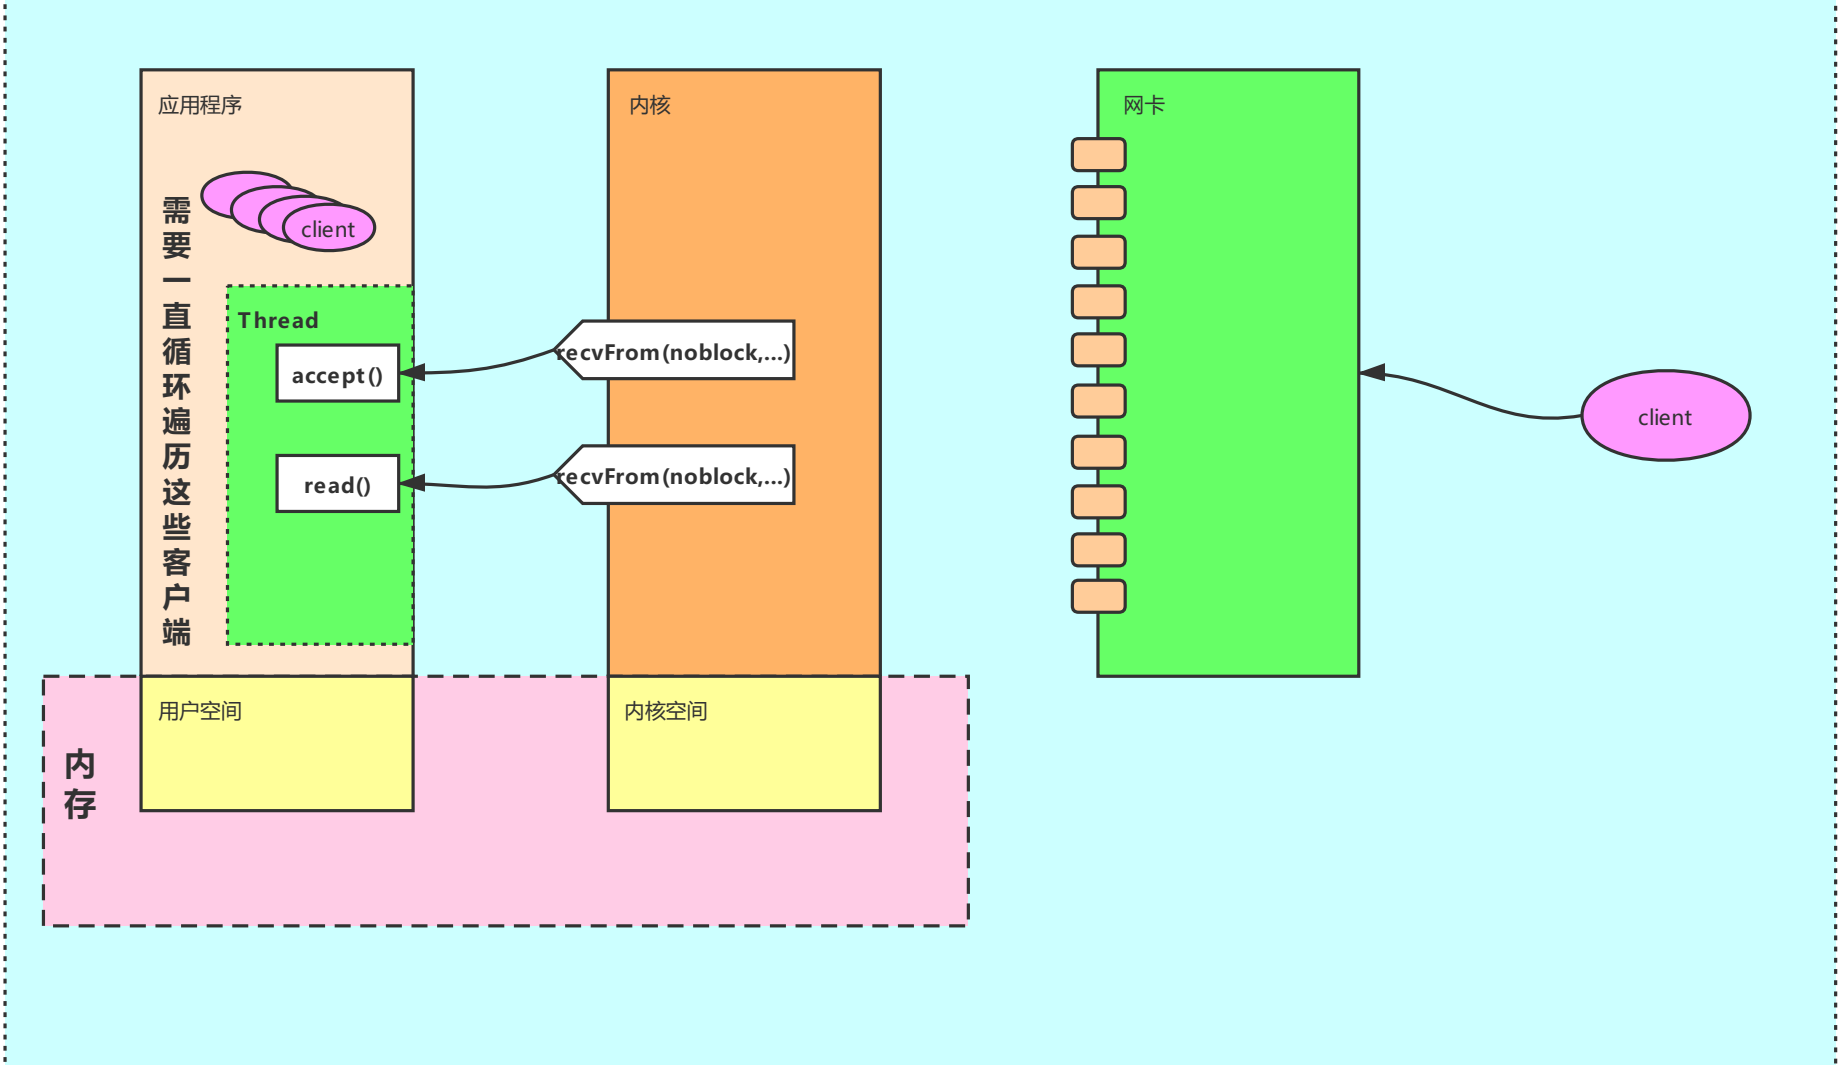 应用程序
内核
网卡
需要一直循环遍历这些客户端
client
Thread
accept()
recvFrom(noblock,...)
client
read()
recvFrom(noblock,...)
用户空间
内核空间
内存